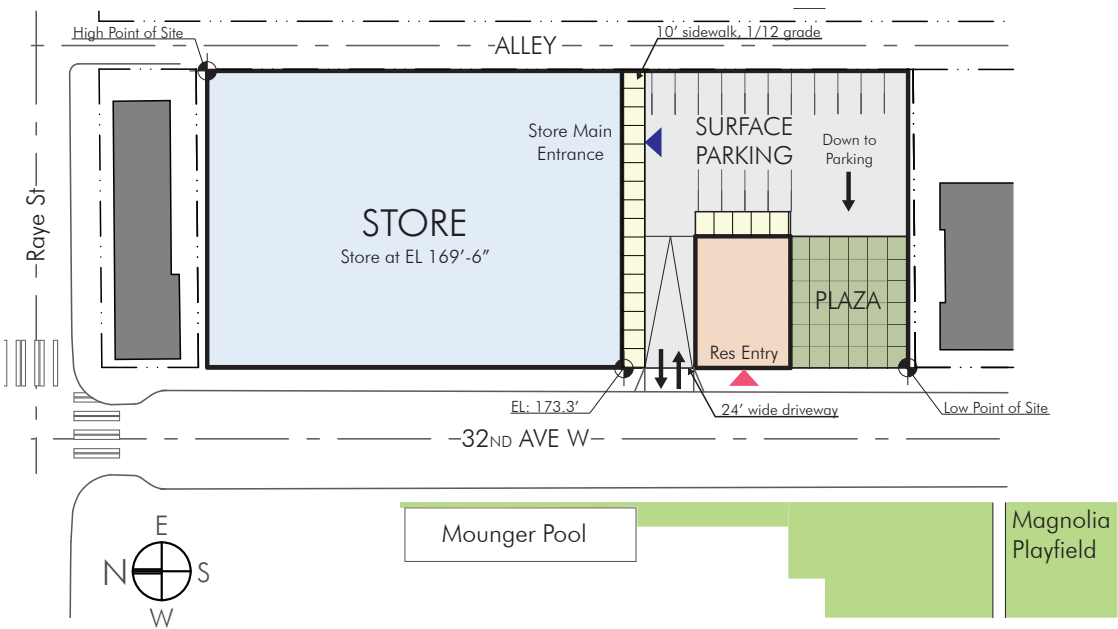 High Point of Site
10’ sidewalk, 1/12 grade
ALLEY
Store Main
Entrance
SURFACE
PARKING
Down to
Parking
Raye St
STORE
Store at EL 169’-6”
PLAZA
Res Entry
EL: 173.3’
24’ wide driveway
Low Point of Site
32ND AVE W
E
N
S
W
Mounger Pool
Magnolia
Playfield